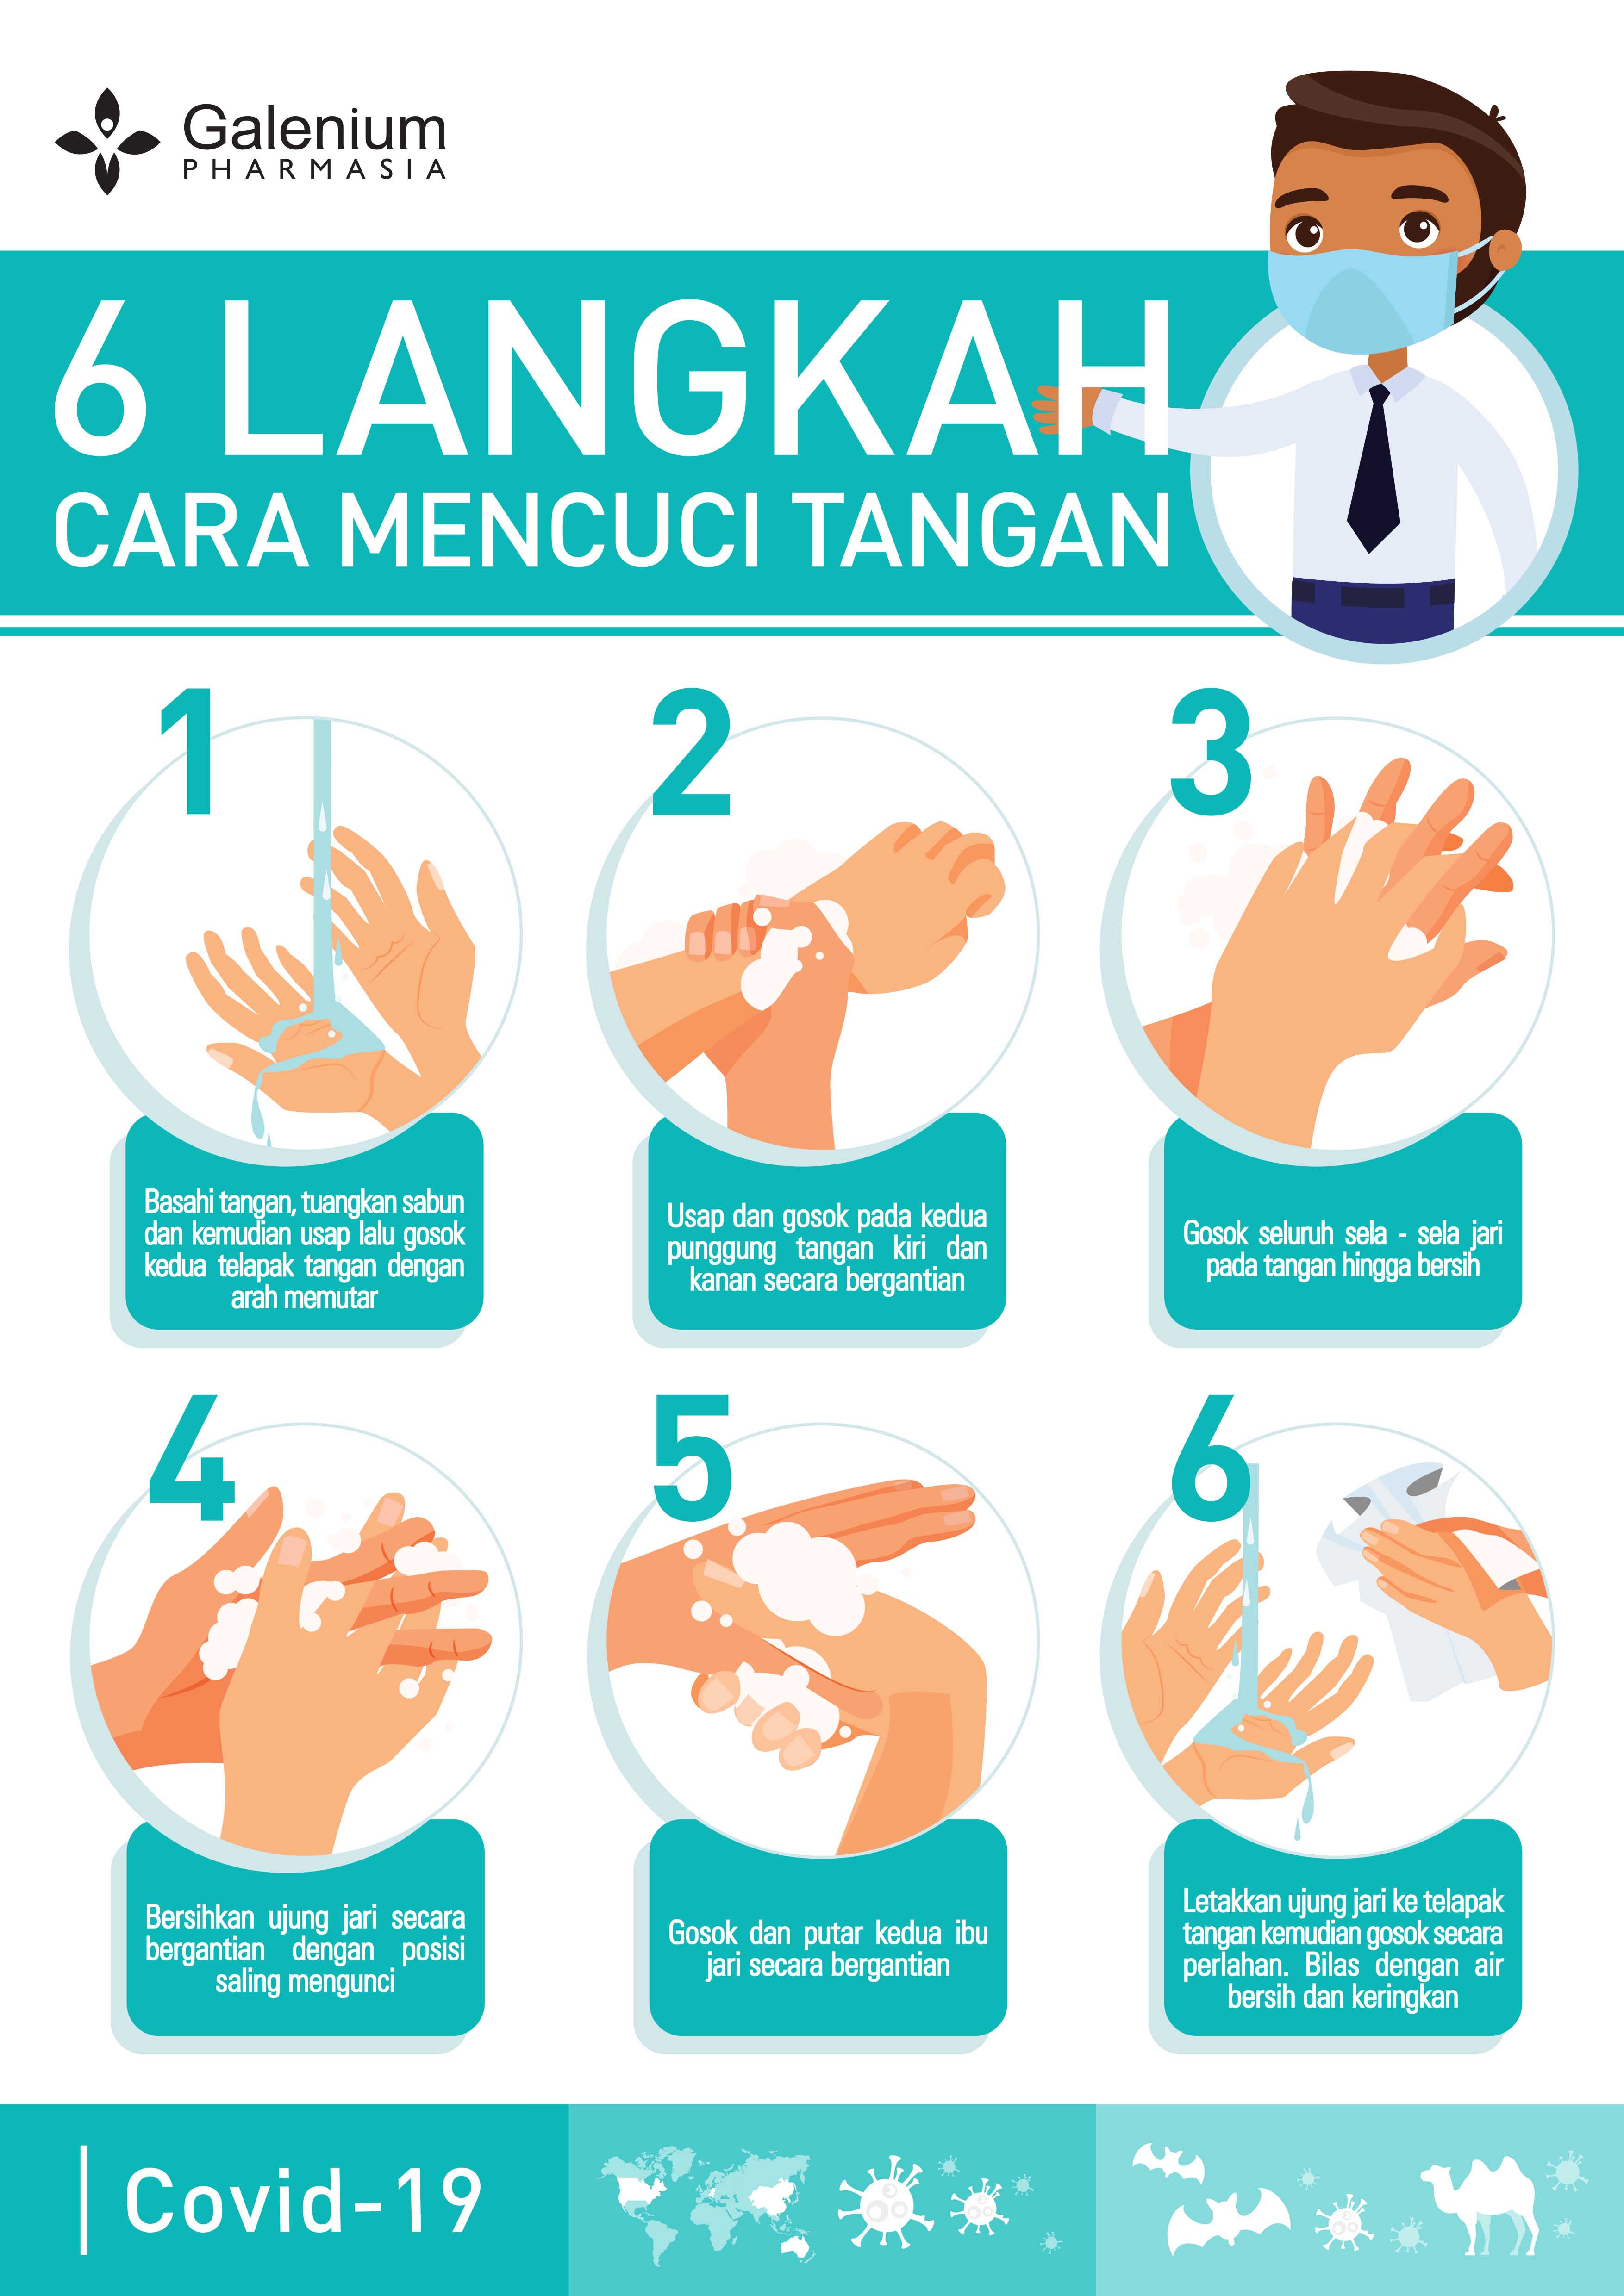 Galenium
PHARMASIA
6 LANGKAH
CARA MENCUCI TANGAN
1
Basahi tangan, tuangkan sabun
dan kemudian usap lalu gosok
kedua telapak tangan dengan
arah memutar
2
Usap dan gosok pada kedua
punggung tangan kiri dan
kanan secara bergantian
3
Gosok seluruh sela - sela jari
pada tangan hingga bersih
4
Bersihkan ujung jari secara
bergantian dengan posisi
saling mengunci
5
Gosok dan putar kedua ibu
jari secara bergantian
6
Letakkan ujung jari ke telapak
tangan kemudian gosok secara
perlahan. Bilas dengan air
bersih dan keringkan
Covid-19